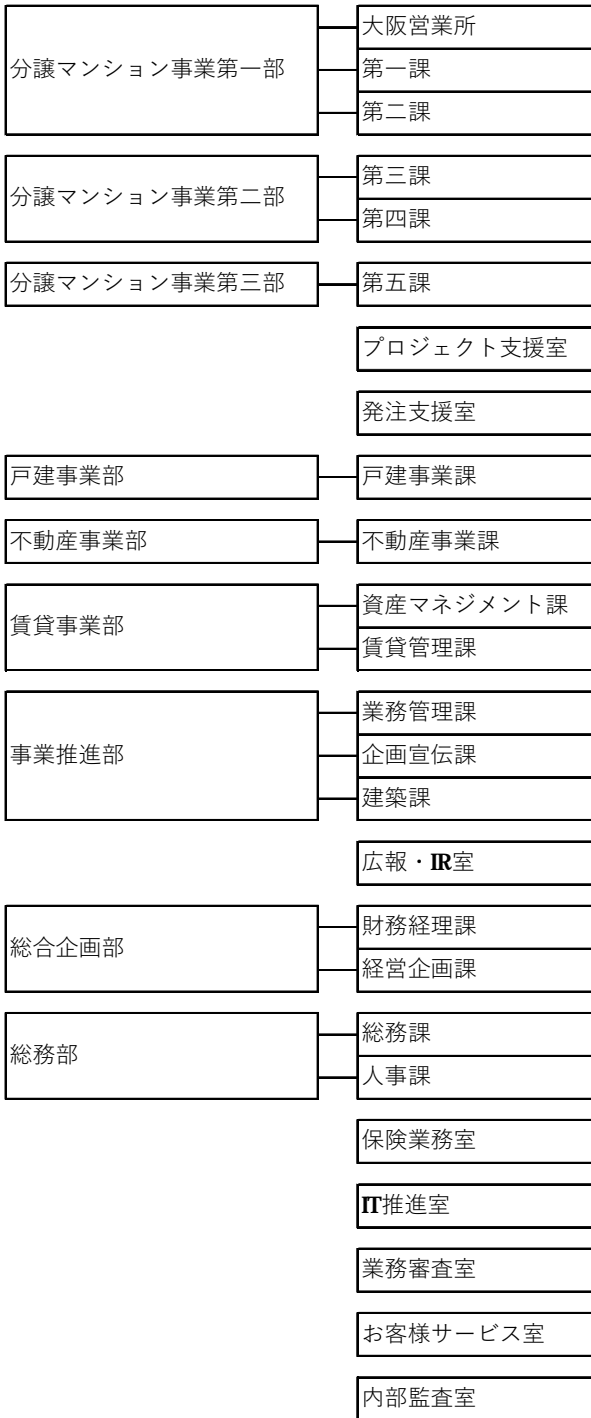 分譲マンション事業第一部
大阪営業所
第一課
第二課
分譲マンション事業第二部
第三課
第四課
分譲マンション事業第三部
第五課
プロジェクト支援室
発注支援室
戸建事業部
戸建事業課
不動産事業部
不動産事業課
賃貸事業部
資産マネジメント課
賃貸管理課
事業推進部
業務管理課
企画宣伝課
建築課
広報・IR室
総合企画部
財務経理課
経営企画課
総務部
総務課
人事課
保険業務室
IT推進室
業務審査室
お客様サービス室
内部監査室